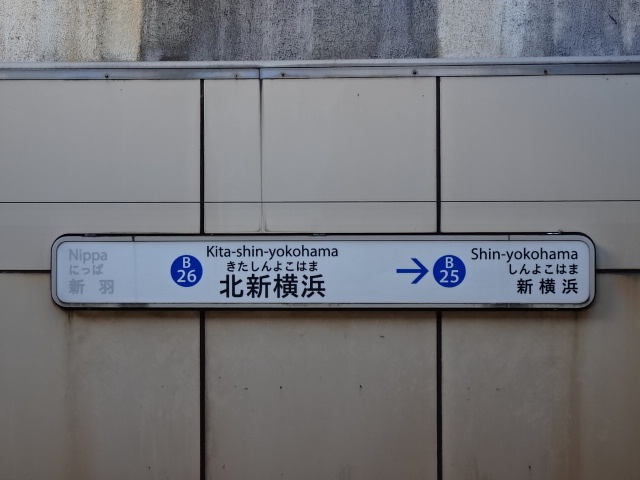 Nippa
にっぱ
新羽
B
26
Kita-shin-yokohama
きたしんよこはま
北新横浜
→
B
25
Shin-yokohama
しんよこはま
新横浜